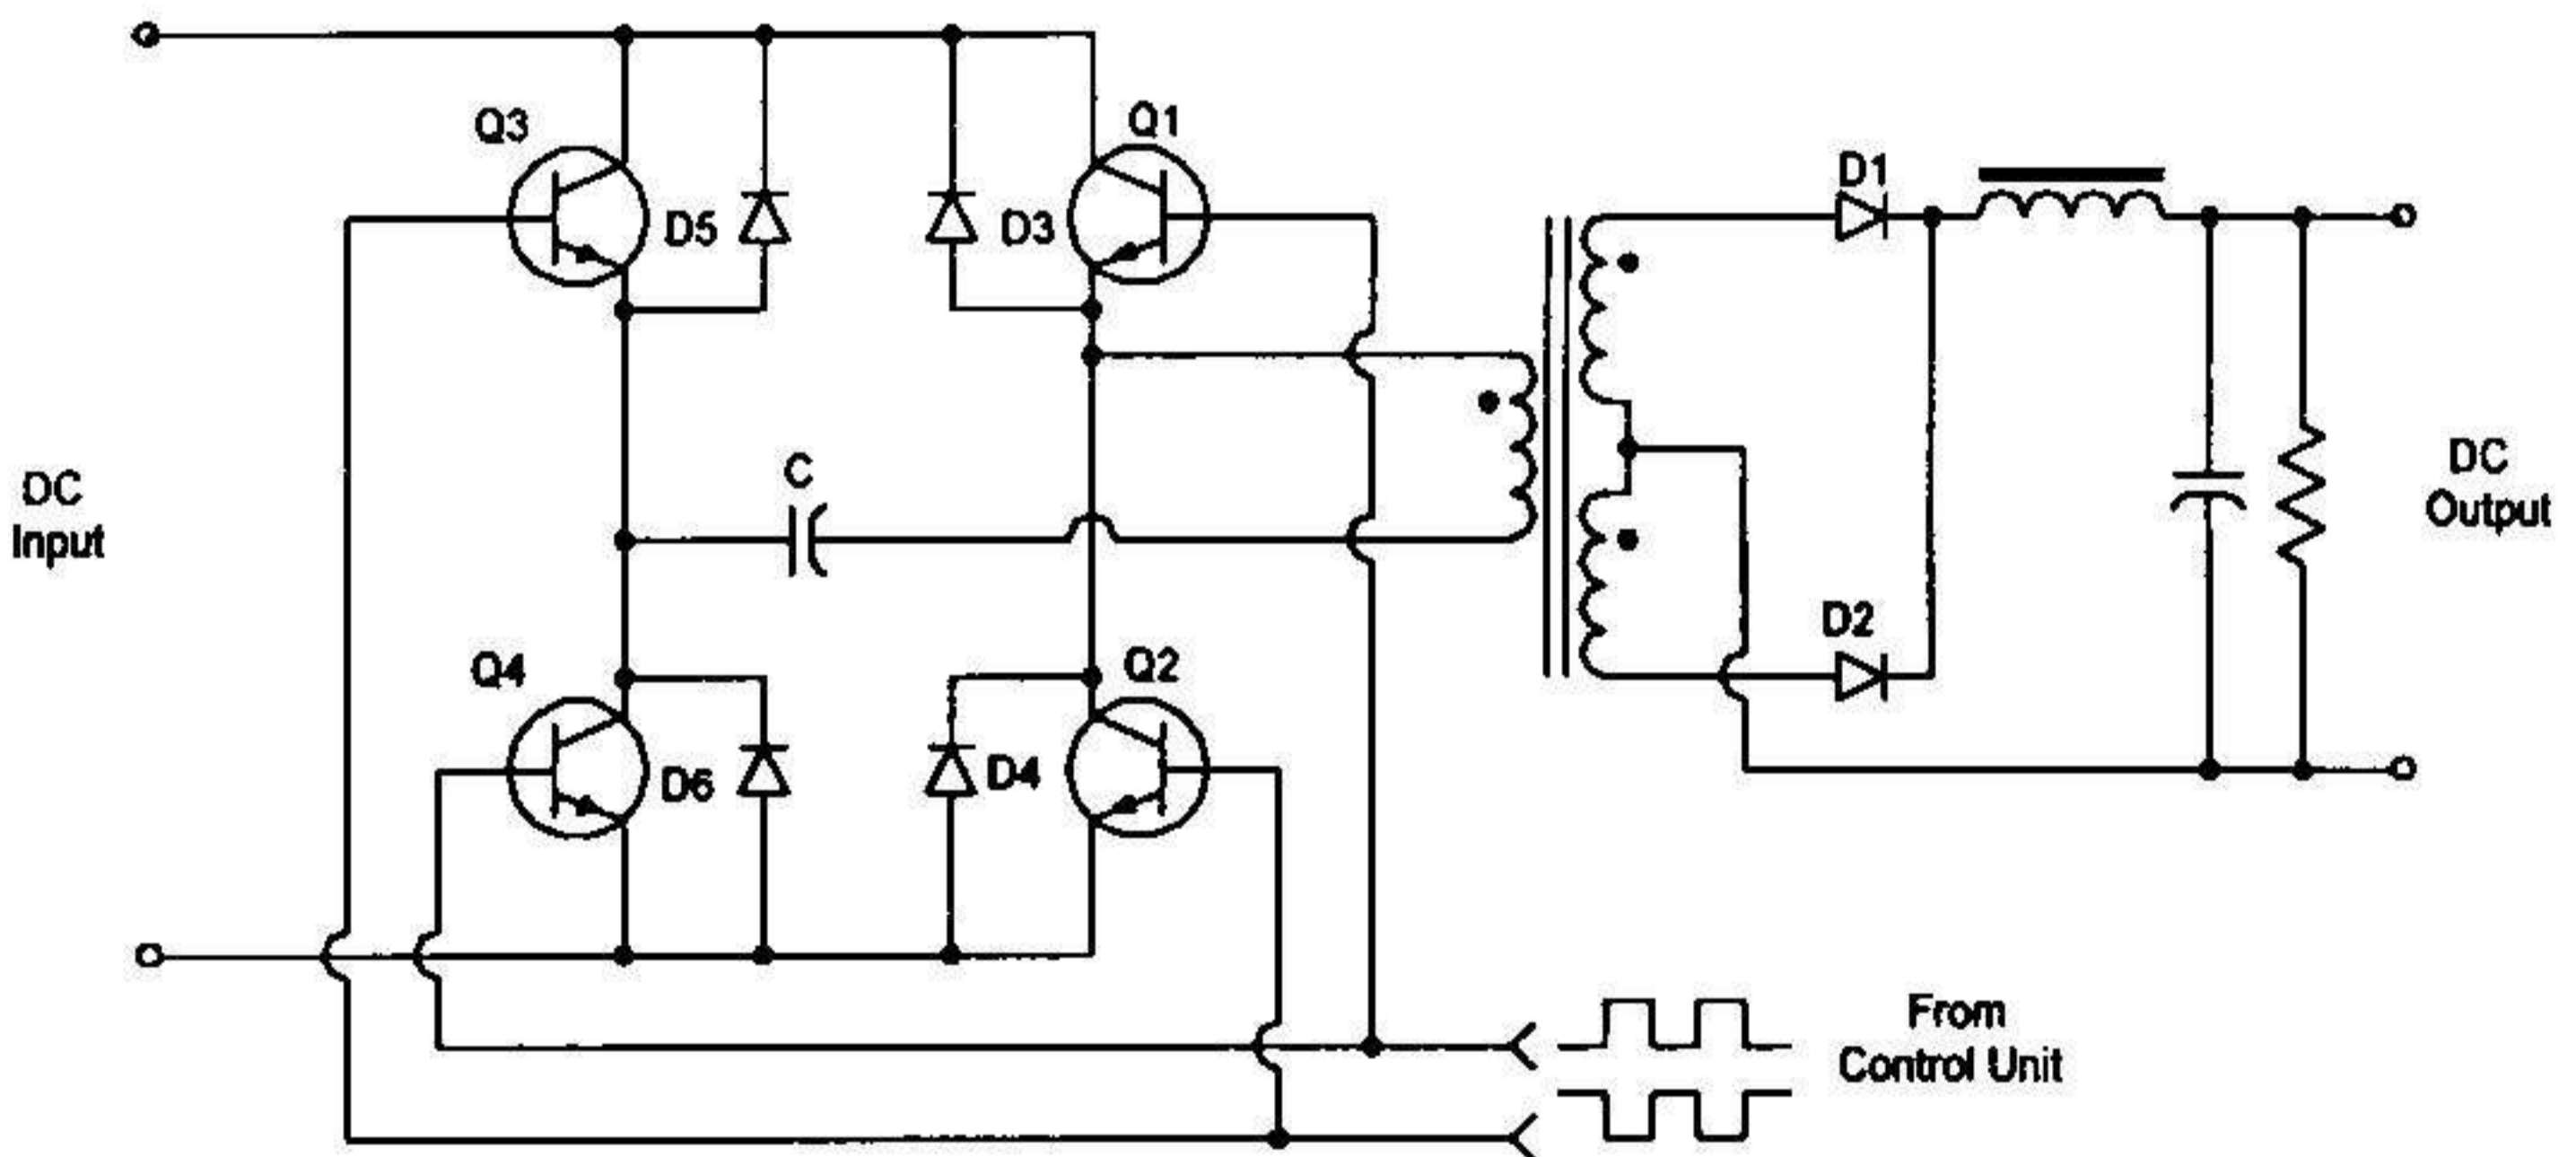 Q3
Q1
D5
D3
D1
DC
Input
C
DC
Output
Q4
Q2
D2
D6
D4
From
Control Unit